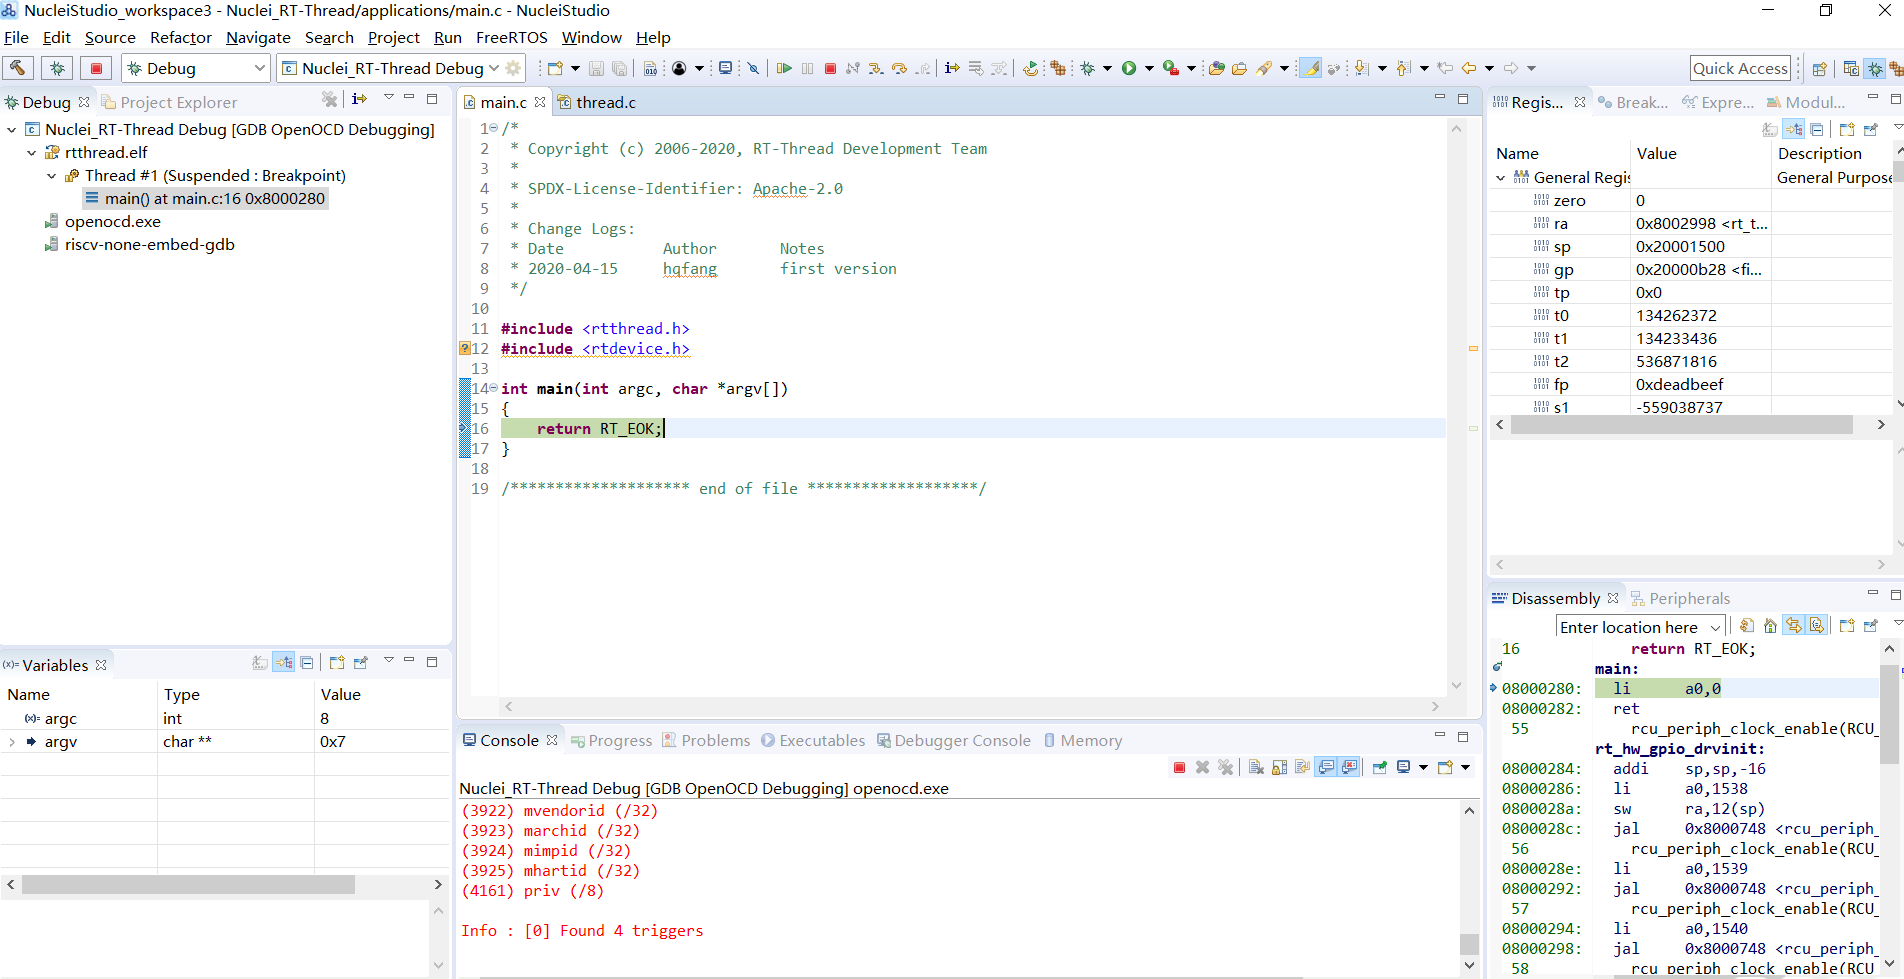 NucleiStudio_workspace3 - Nuclei_RT-Thread/applications/main.c - NucleiStudio
File Edit Source Refactor Navigate Search Project Run FreeRTOS Window Help
Debug
Nuclei_RT-Thread Debug
Quick Access
Debug
Project Explorer
Nuclei_RT-Thread Debug [GDB OpenOCD Debugging]
rtthread.elf
Thread #1 (Suspended : Breakpoint)
main() at main.c:16 0x8000280
openocd.exe
riscv-none-embed-gdb
main.c
thread.c
1 /*
2 * Copyright (c) 2006-2020, RT-Thread Development Team
3 *
4 * SPDX-License-Identifier: Apache-2.0
5 *
6 * Change Logs:
7 * Date Author Notes
8 * 2020-04-15 hqfang first version
9 */
10
11 #include <rtthread.h>
12 #include <rtdevice.h>
13
14 int main(int argc, char *argv[])
15 {
16 return RT_EOK;
17 }
18
19 /******************** end of file *******************/
Regis... Break... Expre... Modul...
Name Value Description
General Regis General Purpose
zero 0
ra 0x8002998 <rt_t...
sp 0x20001500
gp 0x20000b28 <fi...
tp 0x0
t0 134262372
t1 134233436
t2 536871816
fp 0xdeadbeef
s1 -559038737
Variables
Name Type Value
argc int 8
argv char ** 0x7
Console Progress Problems Executables Debugger Console Memory
Nuclei_RT-Thread Debug [GDB OpenOCD Debugging] openocd.exe
(3922) mvendorid (/32)
(3923) marchid (/32)
(3924) mimpid (/32)
(3925) mhartid (/32)
(4161) priv (/8)
Info : [0] Found 4 triggers
Disassembly Peripherals
Enter location here
16 return RT_EOK;
main:
08000280: li a0,0
08000282: ret
55 rcu_periph_clock_enable(RCU_
rt_hw_gpio_drvinit:
08000284: addi sp,sp,-16
08000286: li a0,1538
0800028a: sw ra,12(sp)
0800028c: jal 0x8000748 <rcu_periph_
56 rcu_periph_clock_enable(RCU_
0800028e: li a0,1539
08000292: jal 0x8000748 <rcu_periph_
57 rcu_periph_clock_enable(RCU_
08000294: li a0,1540
08000298: jal 0x8000748 <rcu_periph_
58 rcu_periph_clock_enable(RCU